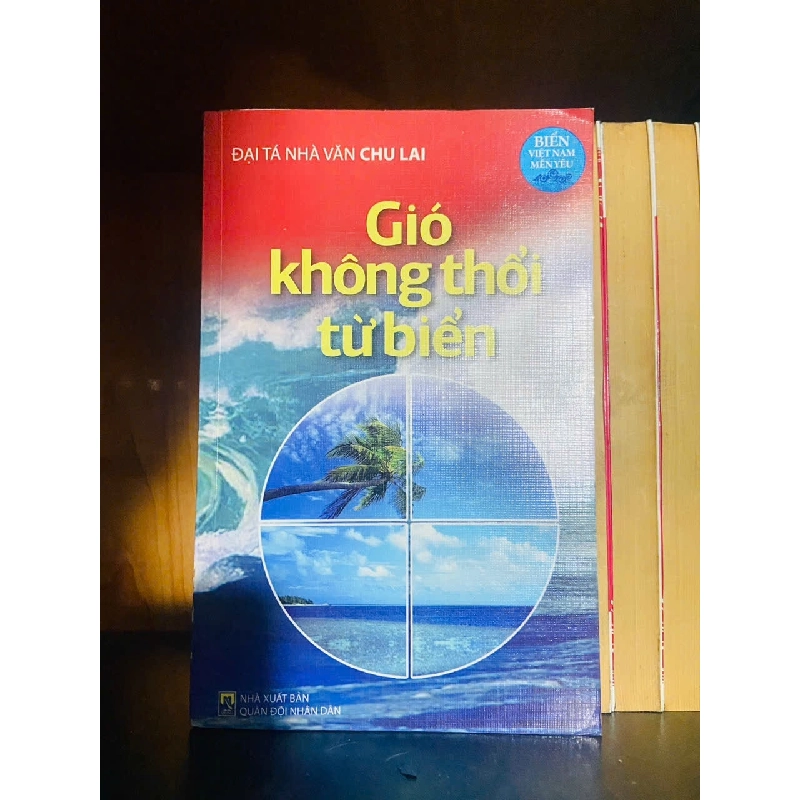 ĐẠI TÁ NHÀ VĂN CHU LAI
BIỂN
VIỆT NAM
MẾN YÊU
Gió
không thổi
từ biển
NHÀ XUẤT BẢN
QUÂN ĐỘI NHÂN DÂN